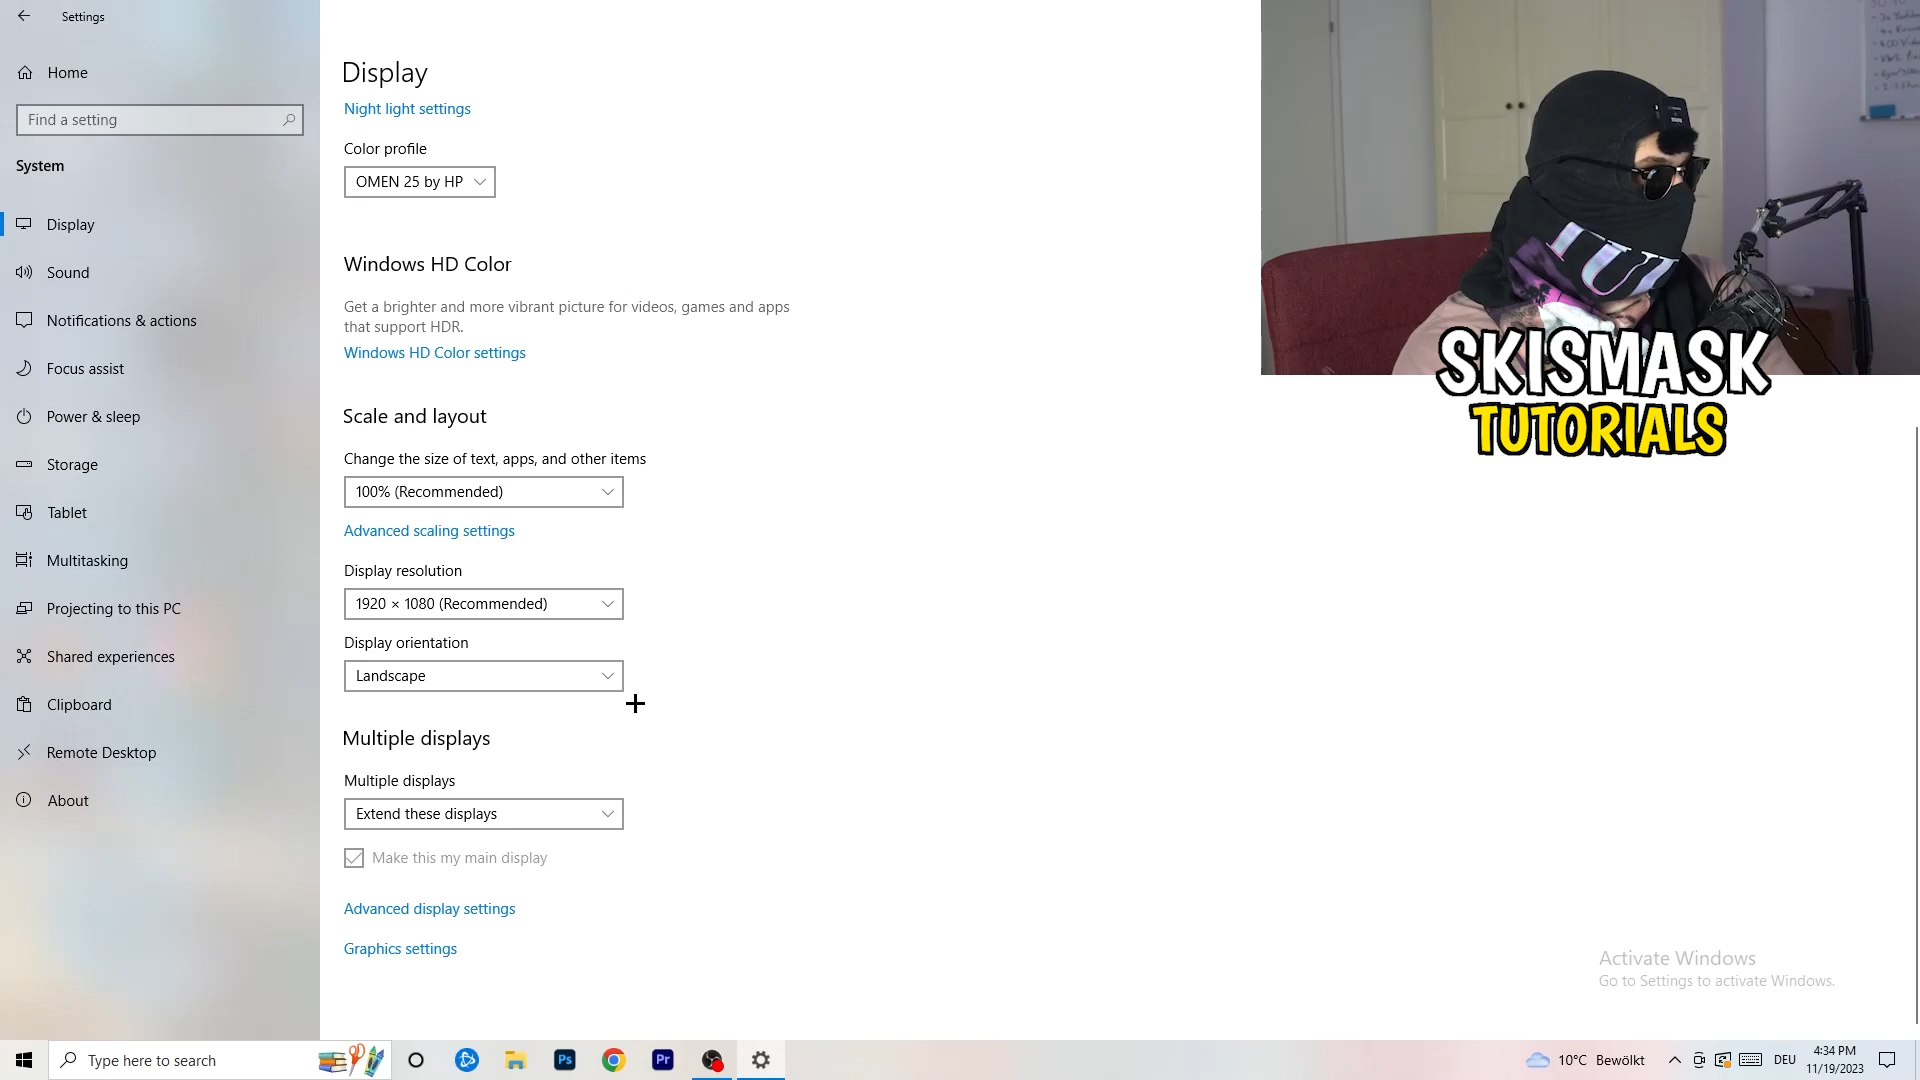 Settings
Home
Find a setting
System
Display
Sound
Notifications & actions
Focus assist
Power & sleep
Storage
Tablet
Multitasking
Projecting to this PC
Shared experiences
Clipboard
Remote Desktop
About
Display
Night light settings
Color profile
OMEN 25 by HP
Windows HD Color
Get a brighter and more vibrant picture for videos, games and apps
that support HDR.
Windows HD Color settings
Scale and layout
Change the size of text, apps, and other items
100% (Recommended)
Advanced scaling settings
Display resolution
1920 × 1080 (Recommended)
Display orientation
Landscape
Multiple displays
Multiple displays
Extend these displays
Make this my main display
Advanced display settings
Graphics settings
SKISMASK
TUTORIALS
Activate Windows
Go to Settings to activate Windows.
Type here to search
Ps
Pr
10°C Bewölkt
DEU
4:34 PM
11/19/2023